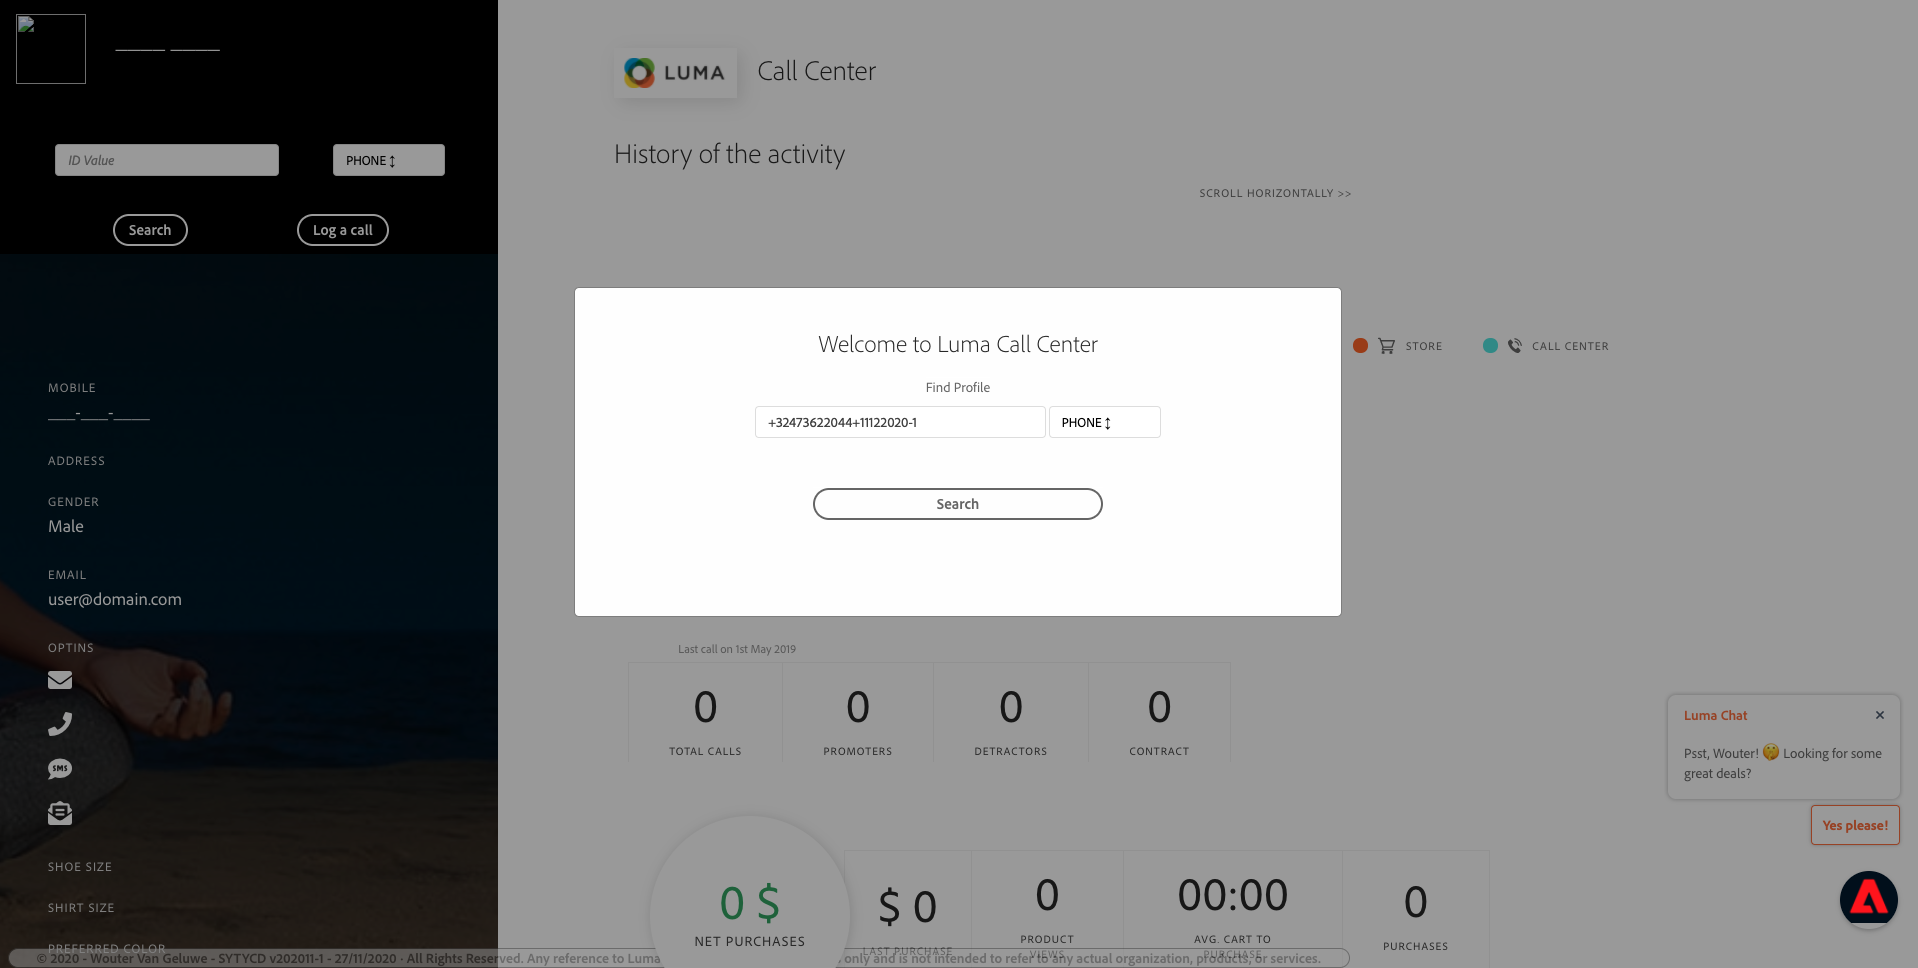 _____ _____
ID Value
PHONE
Search
Log a call
MOBILE
___-___-____
ADDRESS
GENDER
Male
EMAIL
user@domain.com
OPTINS
SMS
SHOE SIZE
SHIRT SIZE
PREFERRED COLOR
LUMA
Call Center
History of the activity
SCROLL HORIZONTALLY >>
STORE
CALL CENTER
Welcome to Luma Call Center
Find Profile
+32473622044+11122020-1
PHONE
Search
Last call on 1st May 2019
0
TOTAL CALLS
0
PROMOTERS
0
DETRACTORS
0
CONTRACT
0 $
NET PURCHASES
$ 0
LAST PURCHASE
0
PRODUCT
VIEWS
00:00
AVG. CART TO
PURCHASE
0
PURCHASES
Luma Chat
×
Psst, Wouter! 🤫 Looking for some
great deals?
Yes please!
© 2020 - Wouter Van Geluwe - SYTYCD v202011-1 - 27/11/2020 · All Rights Reserved. Any reference to Luma only and is not intended to refer to any actual organization, products, or services.